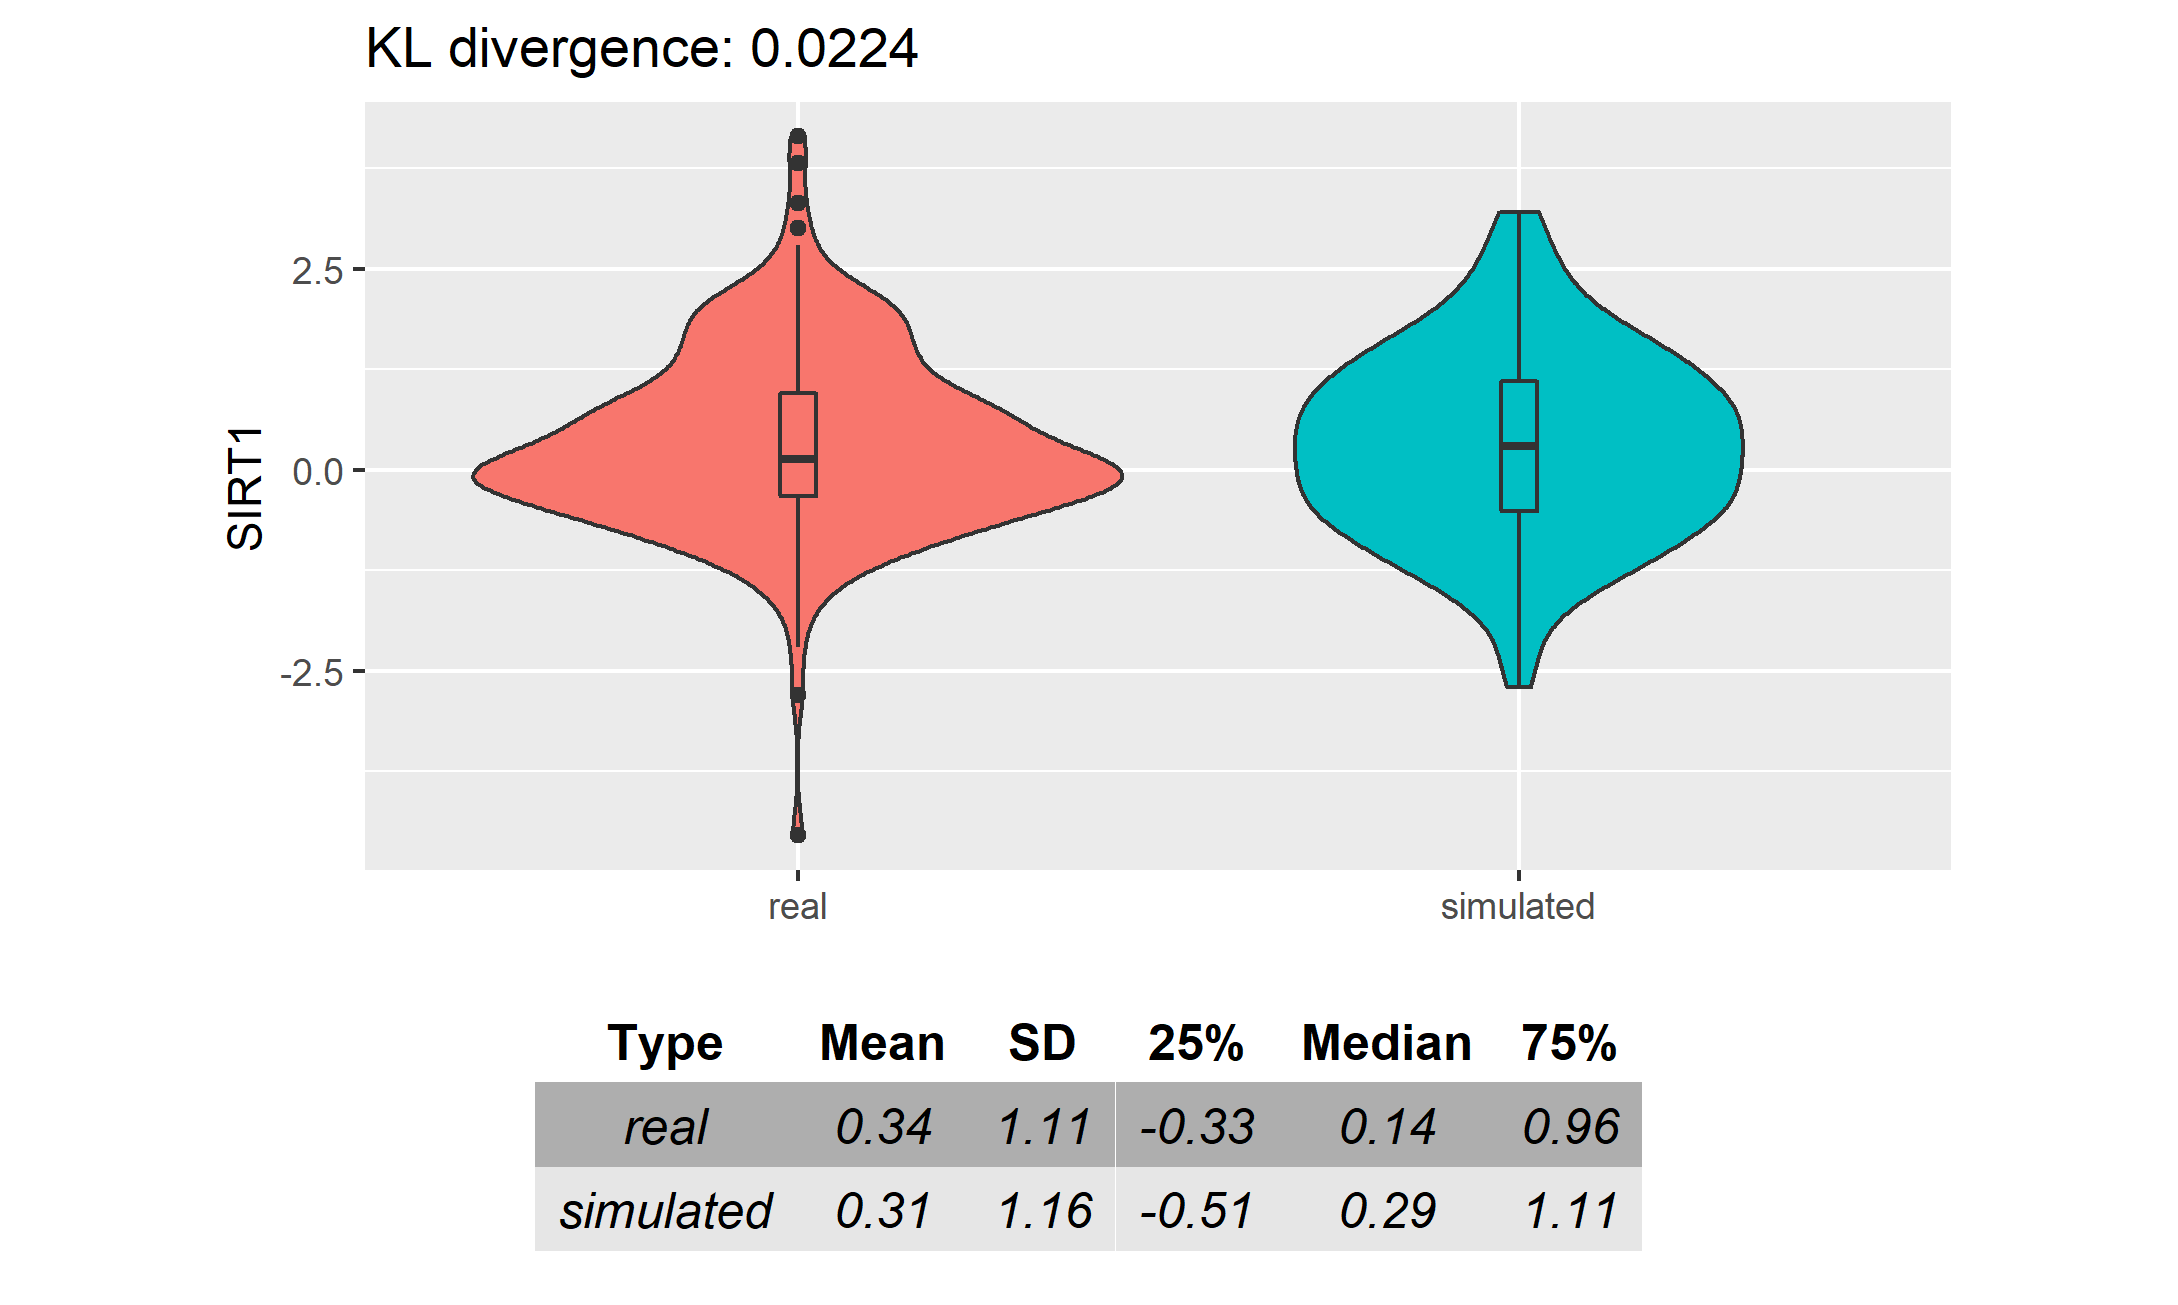 KL divergence: 0.0224
SIRT1
2.5
0.0
-2.5
real simulated
Type Mean SD 25% Median 75%
real 0.34 1.11 -0.33 0.14 0.96
simulated 0.31 1.16 -0.51 0.29 1.11